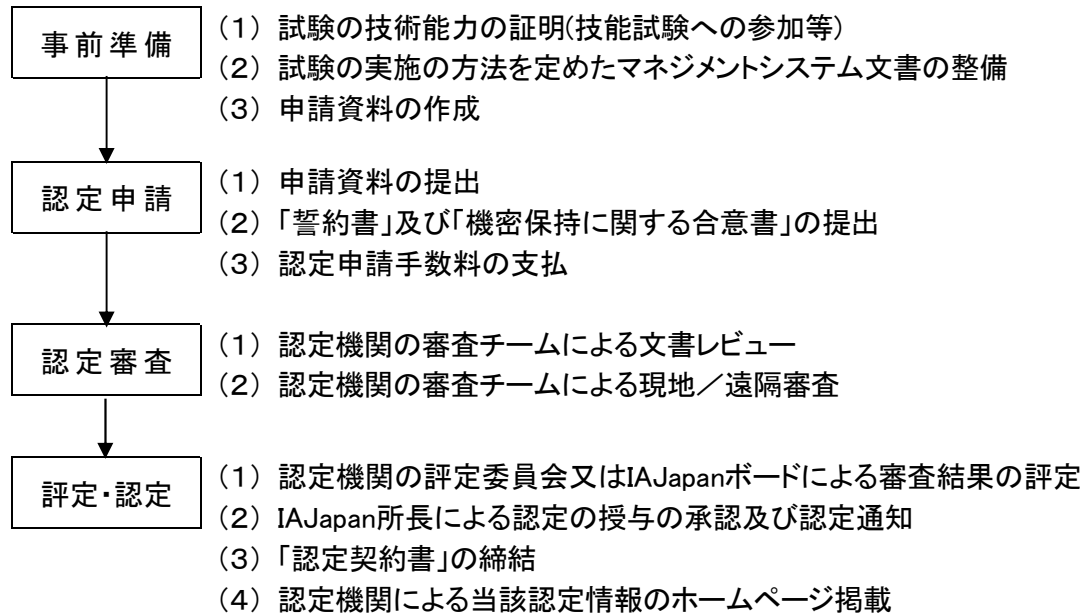 事前準備
（１） 試験の技術能力の証明(技能試験への参加等)
（２） 試験の実施の方法を定めたマネジメントシステム文書の整備
（３） 申請資料の作成
認定申請
（１） 申請資料の提出
（２） 「誓約書」及び「機密保持に関する合意書」の提出
（３） 認定申請手数料の支払
認定審査
（１） 認定機関の審査チームによる文書レビュー
（２） 認定機関の審査チームによる現地／遠隔審査
評定・認定
（１） 認定機関の評定委員会又はIAJapanボードによる審査結果の評定
（２） IAJapan所長による認定の授与の承認及び認定通知
（３） 「認定契約書」の締結
（４） 認定機関による当該認定情報のホームページ掲載